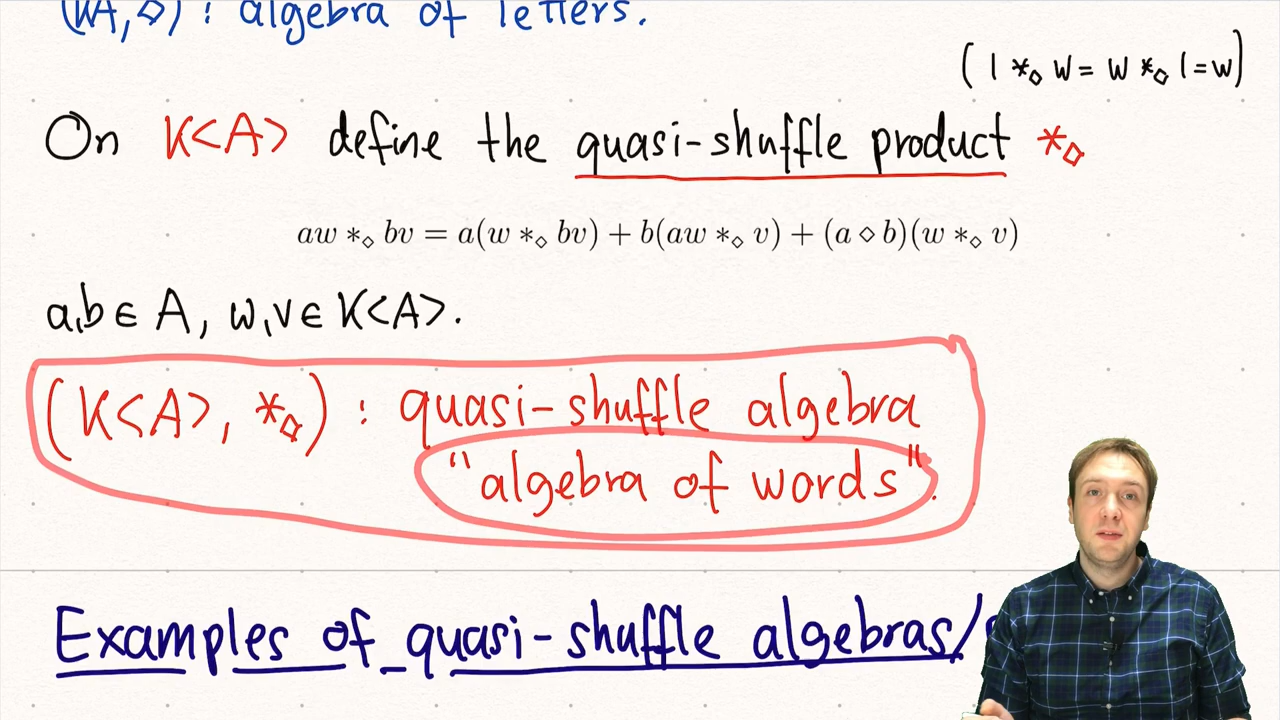 (kA,⋄) : algebra of letters.
(1 *⋄ w = w *⋄ 1 = w)
On K<A> define the quasi-shuffle product *⋄
aw *⋄ bv = a(w *⋄ bv) + b(aw *⋄ v) + (a ⋄ b)(w *⋄ v)
a,b ∈ A, w,v ∈ K<A>.
(K<A>, *⋄) : quasi-shuffle algebra
"algebra of words".
Examples of quasi-shuffle algebras/